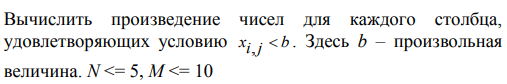 Вычислить произведение чисел для каждого столбца,
удовлетворяющих условию x_{i,j} < b. Здесь b – произвольная
величина. N <= 5, M <= 10